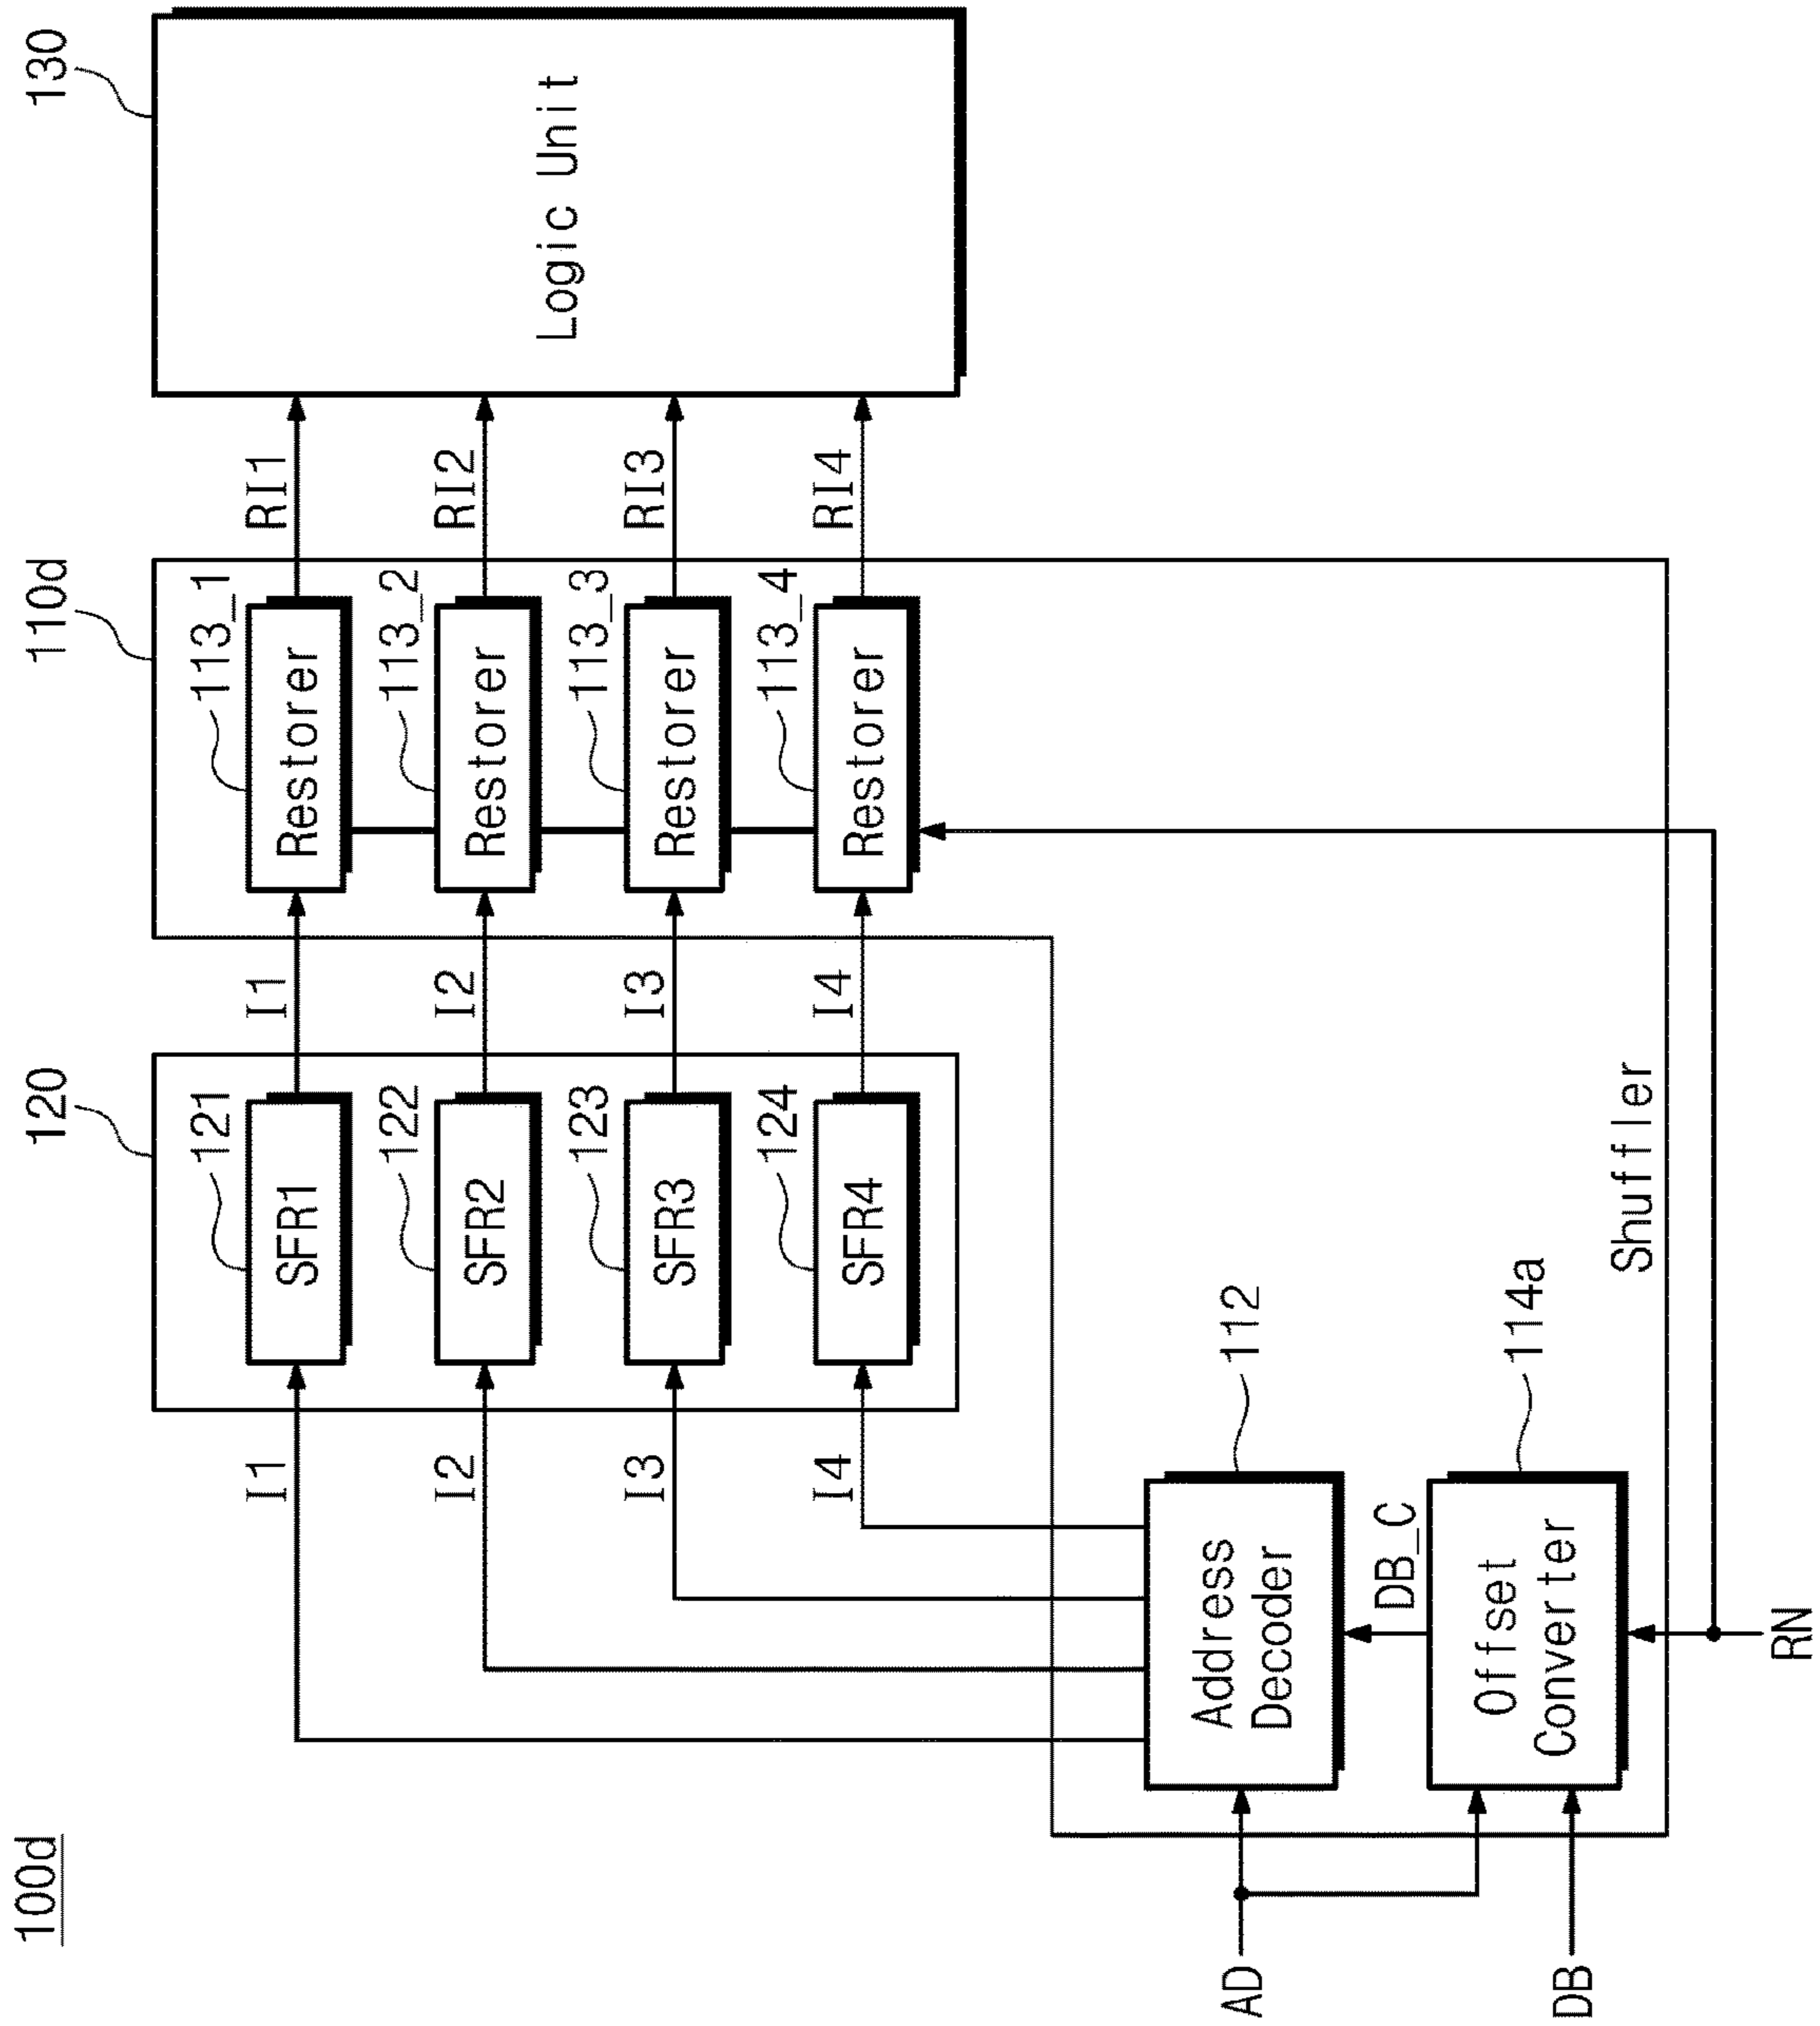 100d
120
110d
130
I1
121
SFR1
I1
113_1
Restorer
RI1
I2
122
SFR2
I2
113_2
Restorer
RI2
I3
123
SFR3
I3
113_3
Restorer
RI3
I4
124
SFR4
I4
113_4
Restorer
RI4
Logic Unit
AD
Address
Decoder
112
DB_C
DB
Offset
Converter
114a
Shuffler
RN